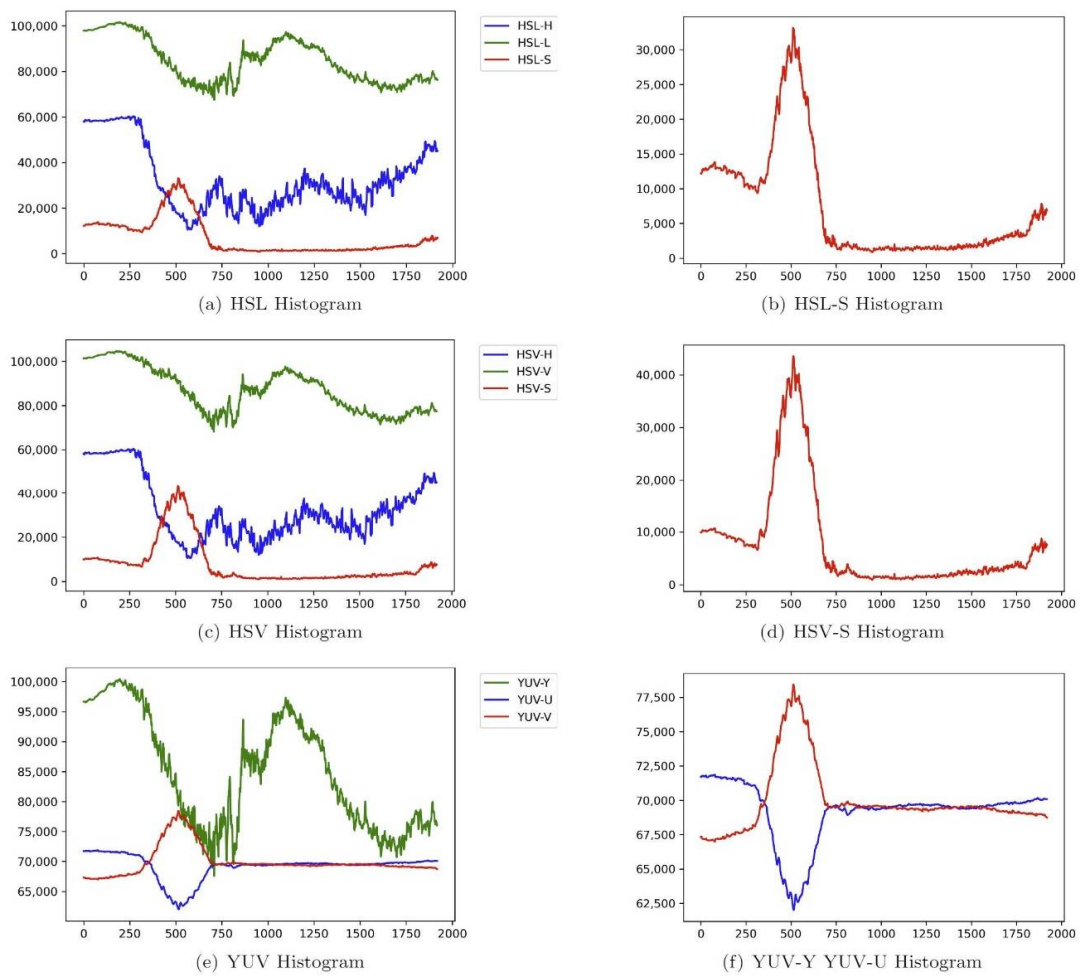 100,000
80,000
60,000
40,000
20,000
0
0 250 500 750 1000 1250 1500 1750 2000
HSL-H
HSL-L
HSL-S
(a) HSL Histogram
30,000
25,000
20,000
15,000
10,000
5,000
0
0 250 500 750 1000 1250 1500 1750 2000
(b) HSL-S Histogram
100,000
80,000
60,000
40,000
20,000
0
0 250 500 750 1000 1250 1500 1750 2000
HSV-H
HSV-V
HSV-S
(c) HSV Histogram
40,000
30,000
20,000
10,000
0
0 250 500 750 1000 1250 1500 1750 2000
(d) HSV-S Histogram
100,000
95,000
90,000
85,000
80,000
75,000
70,000
65,000
0 250 500 750 1000 1250 1500 1750 2000
YUV-Y
YUV-U
YUV-V
(e) YUV Histogram
77,500
75,000
72,500
70,000
67,500
65,000
62,500
0 250 500 750 1000 1250 1500 1750 2000
(f) YUV-Y YUV-U Histogram